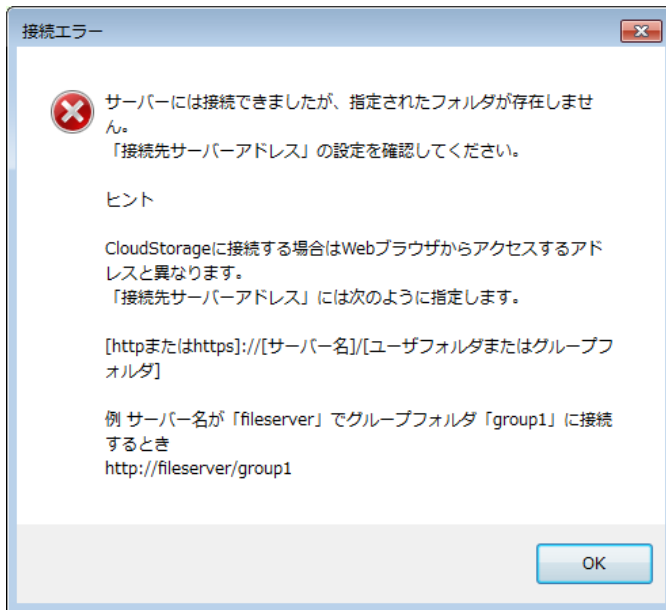 接続エラー
サーバーには接続できましたが、指定されたフォルダが存在しませ
ん。
「接続先サーバーアドレス」の設定を確認してください。
ヒント
CloudStorageに接続する場合はWebブラウザからアクセスするアド
レスと異なります。
「接続先サーバーアドレス」には次のように指定します。
[httpまたはhttps]://[サーバー名]/[ユーザフォルダまたはグループフ
ォルダ]
例 サーバー名が「fileserver」でグループフォルダ「group1」に接続
するとき
http://fileserver/group1
OK